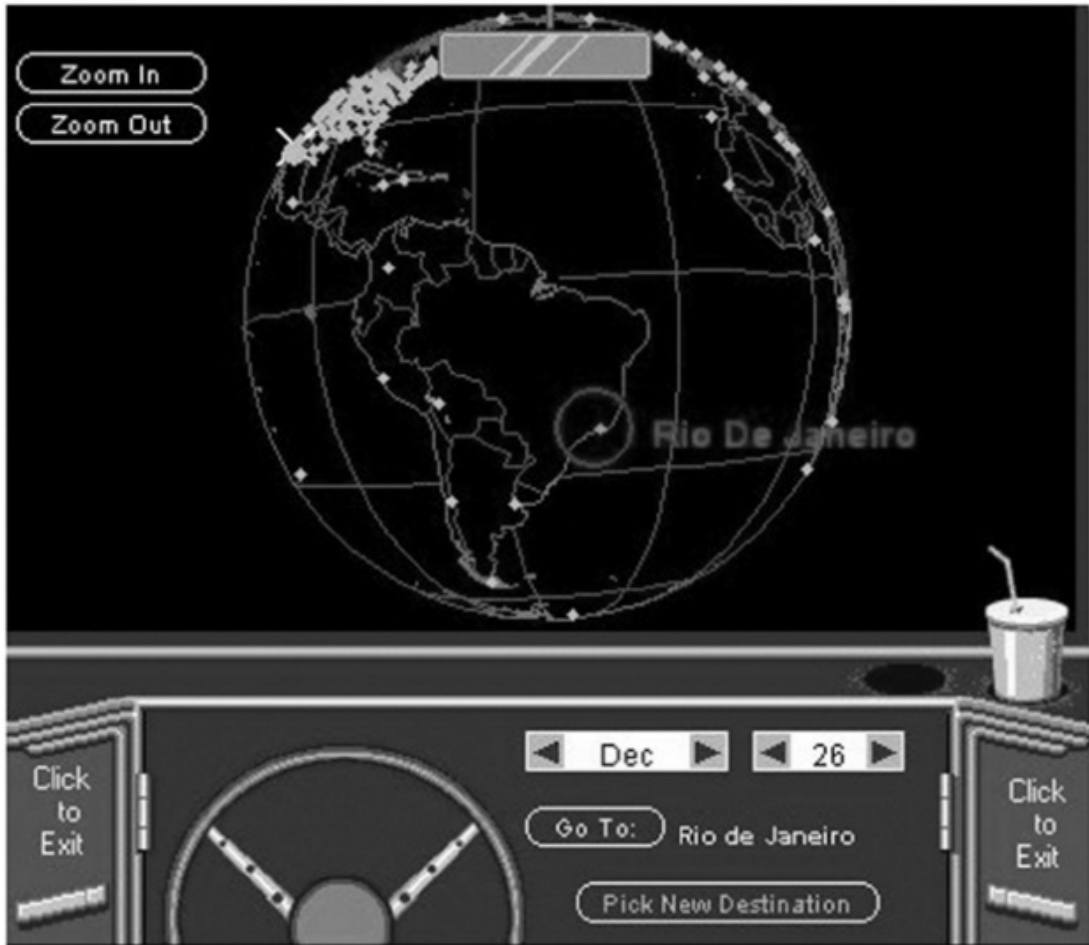 Zoom In
Zoom Out
Rio De Janeiro
Dec
26
Click
to
Exit
Go To:
Rio de Janeiro
Pick New Destination
Click
to
Exit